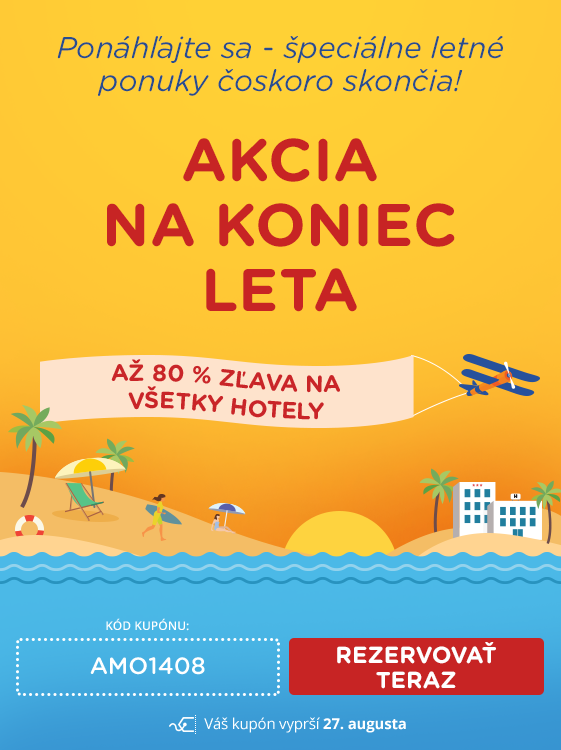 Ponáhľajte sa - špeciálne letné
ponuky čoskoro skončia!
AKCIA
NA KONIEC
LETA
AŽ 80 % ZĽAVA NA
VŠETKY HOTELY
H
KÓD KUPÓNU:
AMO1408
REZERVOVAŤ
TERAZ
Váš kupón vyprší 27. augusta